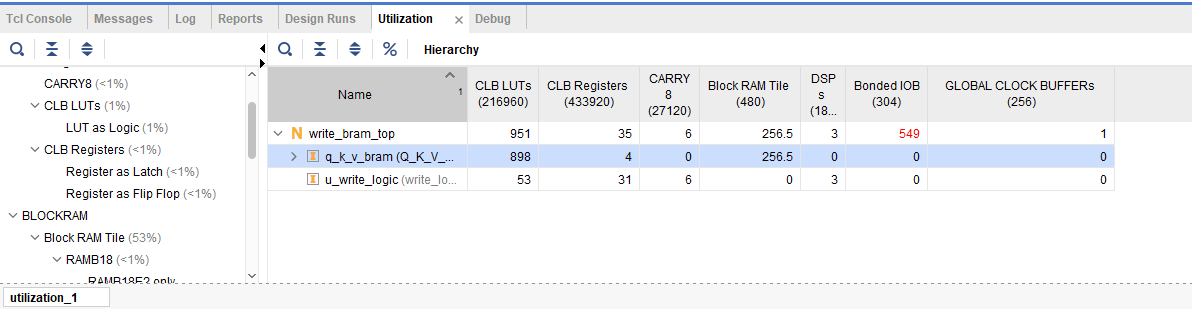 Tcl Console Messages Log Reports Design Runs Utilization Debug
Hierarchy
CARRY8 (<1%)
CLB LUTs (1%)
LUT as Logic (1%)
CLB Registers (<1%)
Register as Latch (<1%)
Register as Flip Flop (<1%)
BLOCKRAM
Block RAM Tile (53%)
RAMB18 (<1%)
RAMB18E2 only
Name 1 CLB LUTs (216960) CLB Registers (433920) CARRY8 (27120) Block RAM Tile (480) DSPs (18... Bonded IOB (304) GLOBAL CLOCK BUFFERs (256)
N write_bram_top 951 35 6 256.5 3 549 1
I q_k_v_bram (Q_K_V_... 898 4 0 256.5 0 0 0
I u_write_logic (write_lo... 53 31 6 0 3 0 0
utilization_1